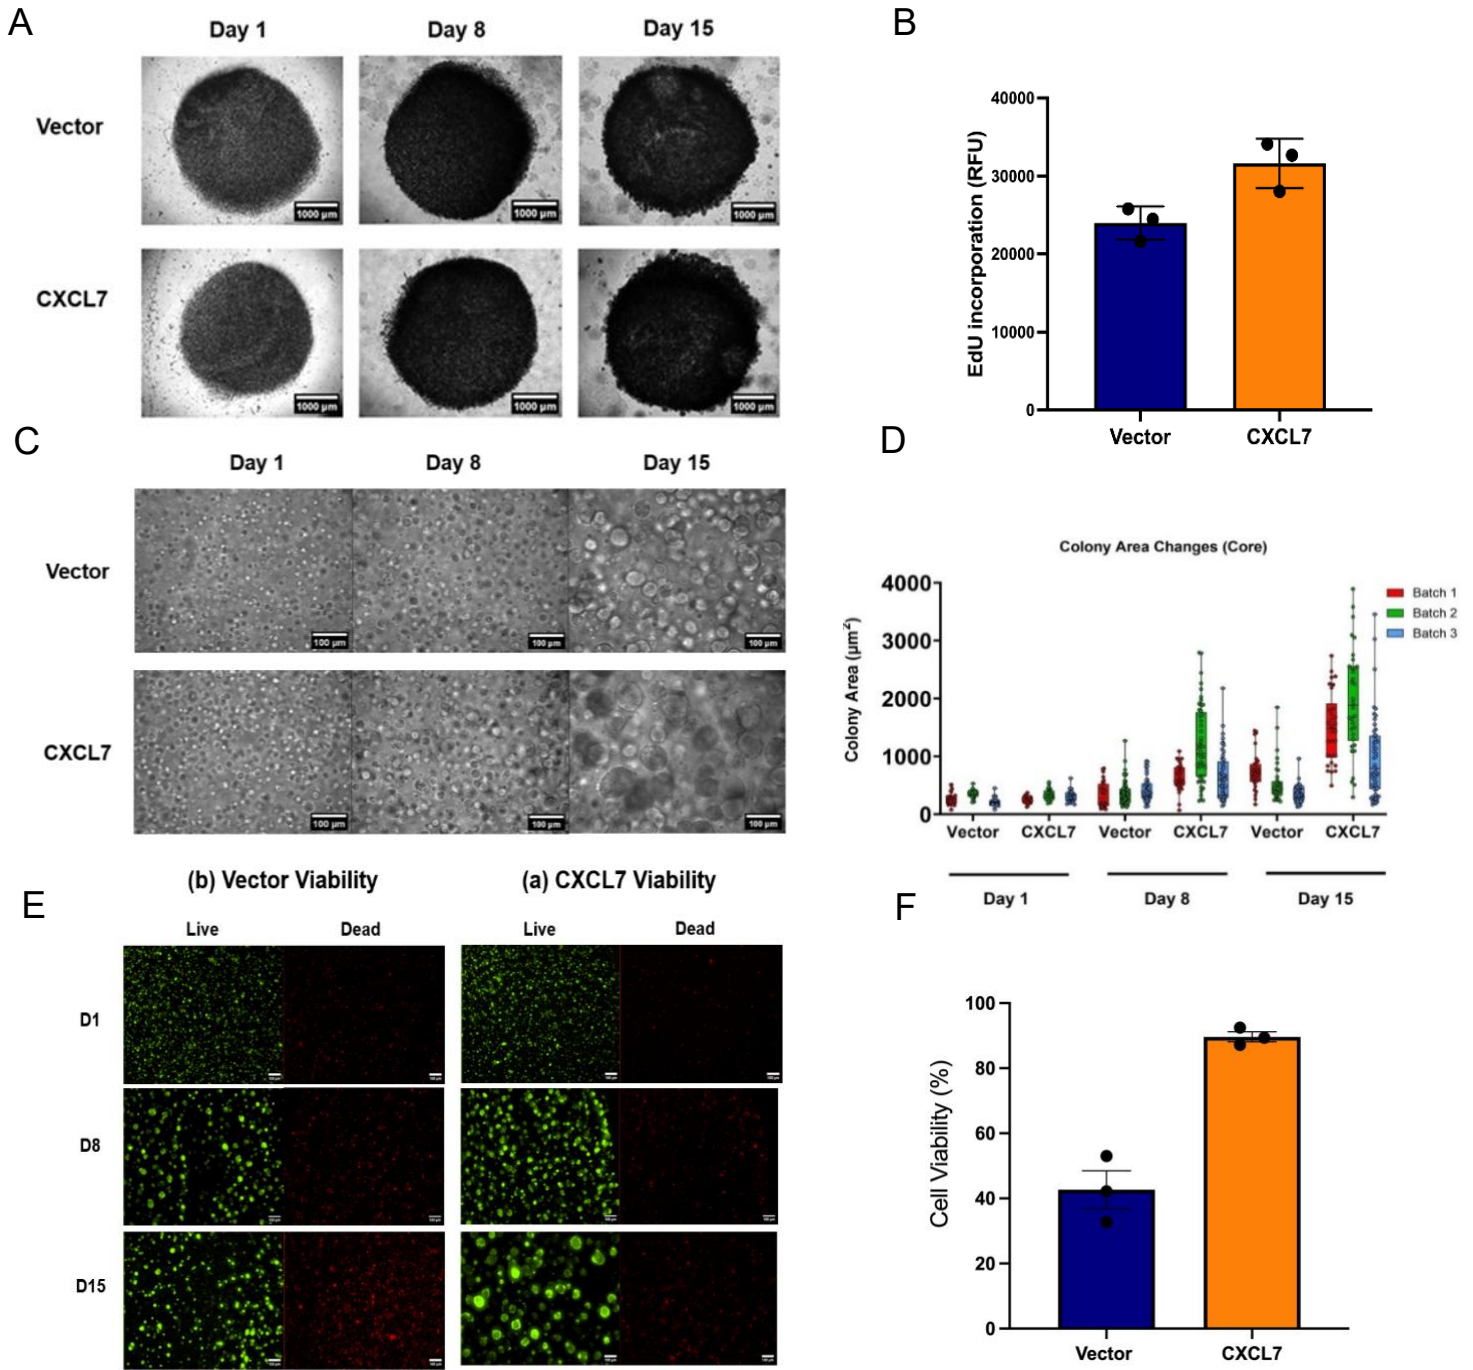 A
Day 1
Day 8
Day 15
Vector
1000 µm
1000 µm
1000 µm
CXCL7
1000 µm
1000 µm
1000 µm
B
40000
30000
20000
10000
0
EdU incorporation (RFU)
Vector
CXCL7
C
Day 1
Day 8
Day 15
Vector
100 µm
100 µm
100 µm
CXCL7
100 µm
100 µm
100 µm
D
Colony Area Changes (Core)
4000
3000
2000
1000
0
Colony Area (µm²)
Batch 1
Batch 2
Batch 3
Vector
CXCL7
Vector
CXCL7
Vector
CXCL7
Day 1
Day 8
Day 15
E
(b) Vector Viability
(a) CXCL7 Viability
Live
Dead
Live
Dead
D1
D8
D15
F
100
80
60
40
20
0
Cell Viability (%)
Vector
CXCL7